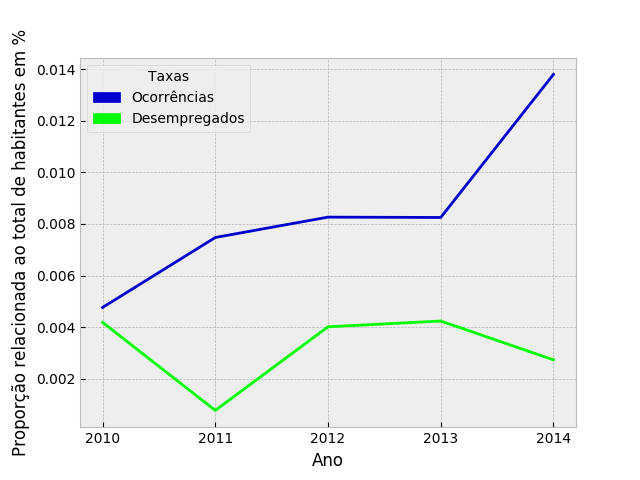 Proporção relacionada ao total de habitantes em %
0.014
0.012
0.010
0.008
0.006
0.004
0.002
Taxas
Ocorrências
Desempregados
2010 2011 2012 2013 2014
Ano